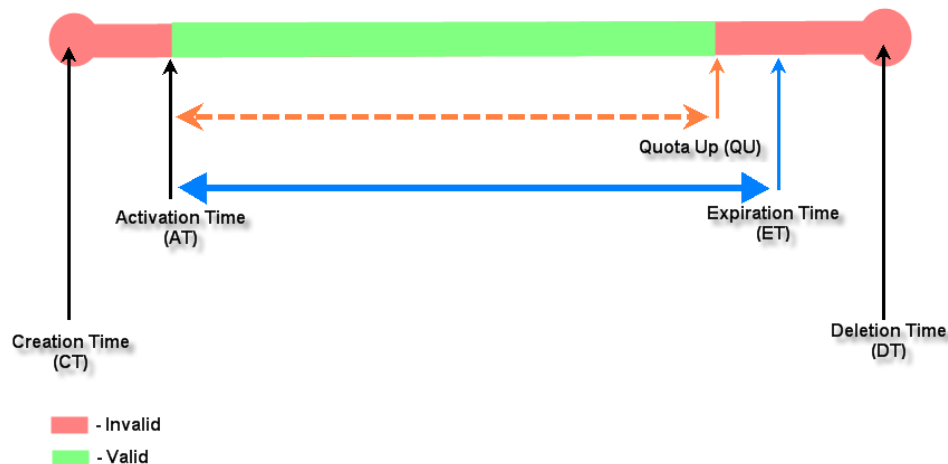 Quota Up (QU)
Activation Time
(AT)
Expiration Time
(ET)
Creation Time
(CT)
Deletion Time
(DT)
- Invalid
- Valid